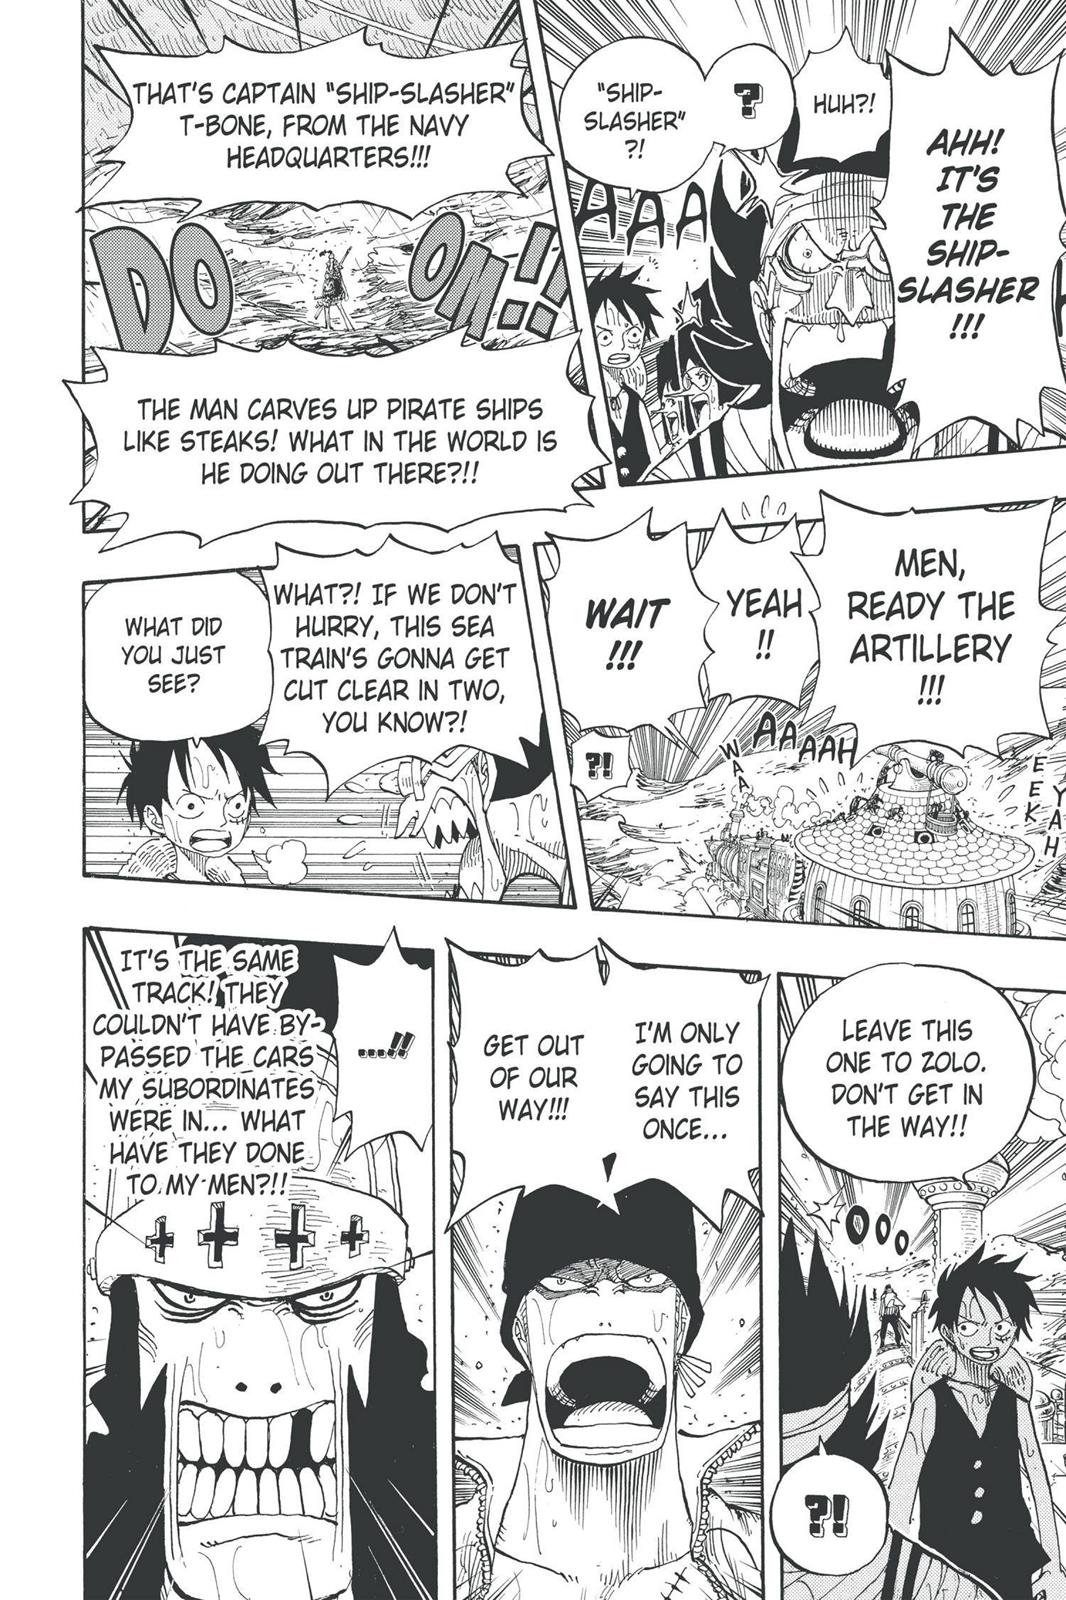 AHH!
IT'S
THE
SHIP-
SLASHER
!!!
HUH?!
?
"SHIP-
SLASHER"
?!
AAAA
THAT'S CAPTAIN "SHIP-SLASHER"
T-BONE, FROM THE NAVY
HEADQUARTERS!!!
DOOM!!
THE MAN CARVES UP PIRATE SHIPS
LIKE STEAKS! WHAT IN THE WORLD IS
HE DOING OUT THERE?!!
MEN,
READY THE
ARTILLERY
!!!
YEAH
!!
WAIT
!!!
?!
EEK
YAH
AAAAH
WAA
WHAT?! IF WE DON'T
HURRY, THIS SEA
TRAIN'S GONNA GET
CUT CLEAR IN TWO,
YOU KNOW?!
WHAT DID
YOU JUST
SEE?
LEAVE THIS
ONE TO ZOLO.
DON'T GET IN
THE WAY!!
OOO
?!
I'M ONLY
GOING TO
SAY THIS
ONCE...
GET OUT
OF OUR
WAY!!!
....!!
IT'S THE SAME
TRACK! THEY
COULDN'T HAVE BY-
PASSED THE CARS
MY SUBORDINATES
WERE IN... WHAT
HAVE THEY DONE
TO MY MEN?!!